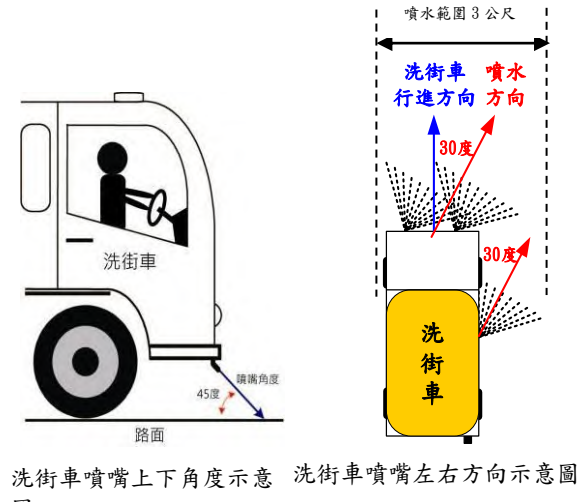 噴水範圍 3 公尺
洗街車 噴水
行進方向 方向
30度
30度
洗街車
洗街車
噴嘴角度
45度
路面
洗街車噴嘴上下角度示意
洗街車噴嘴左右方向示意圖